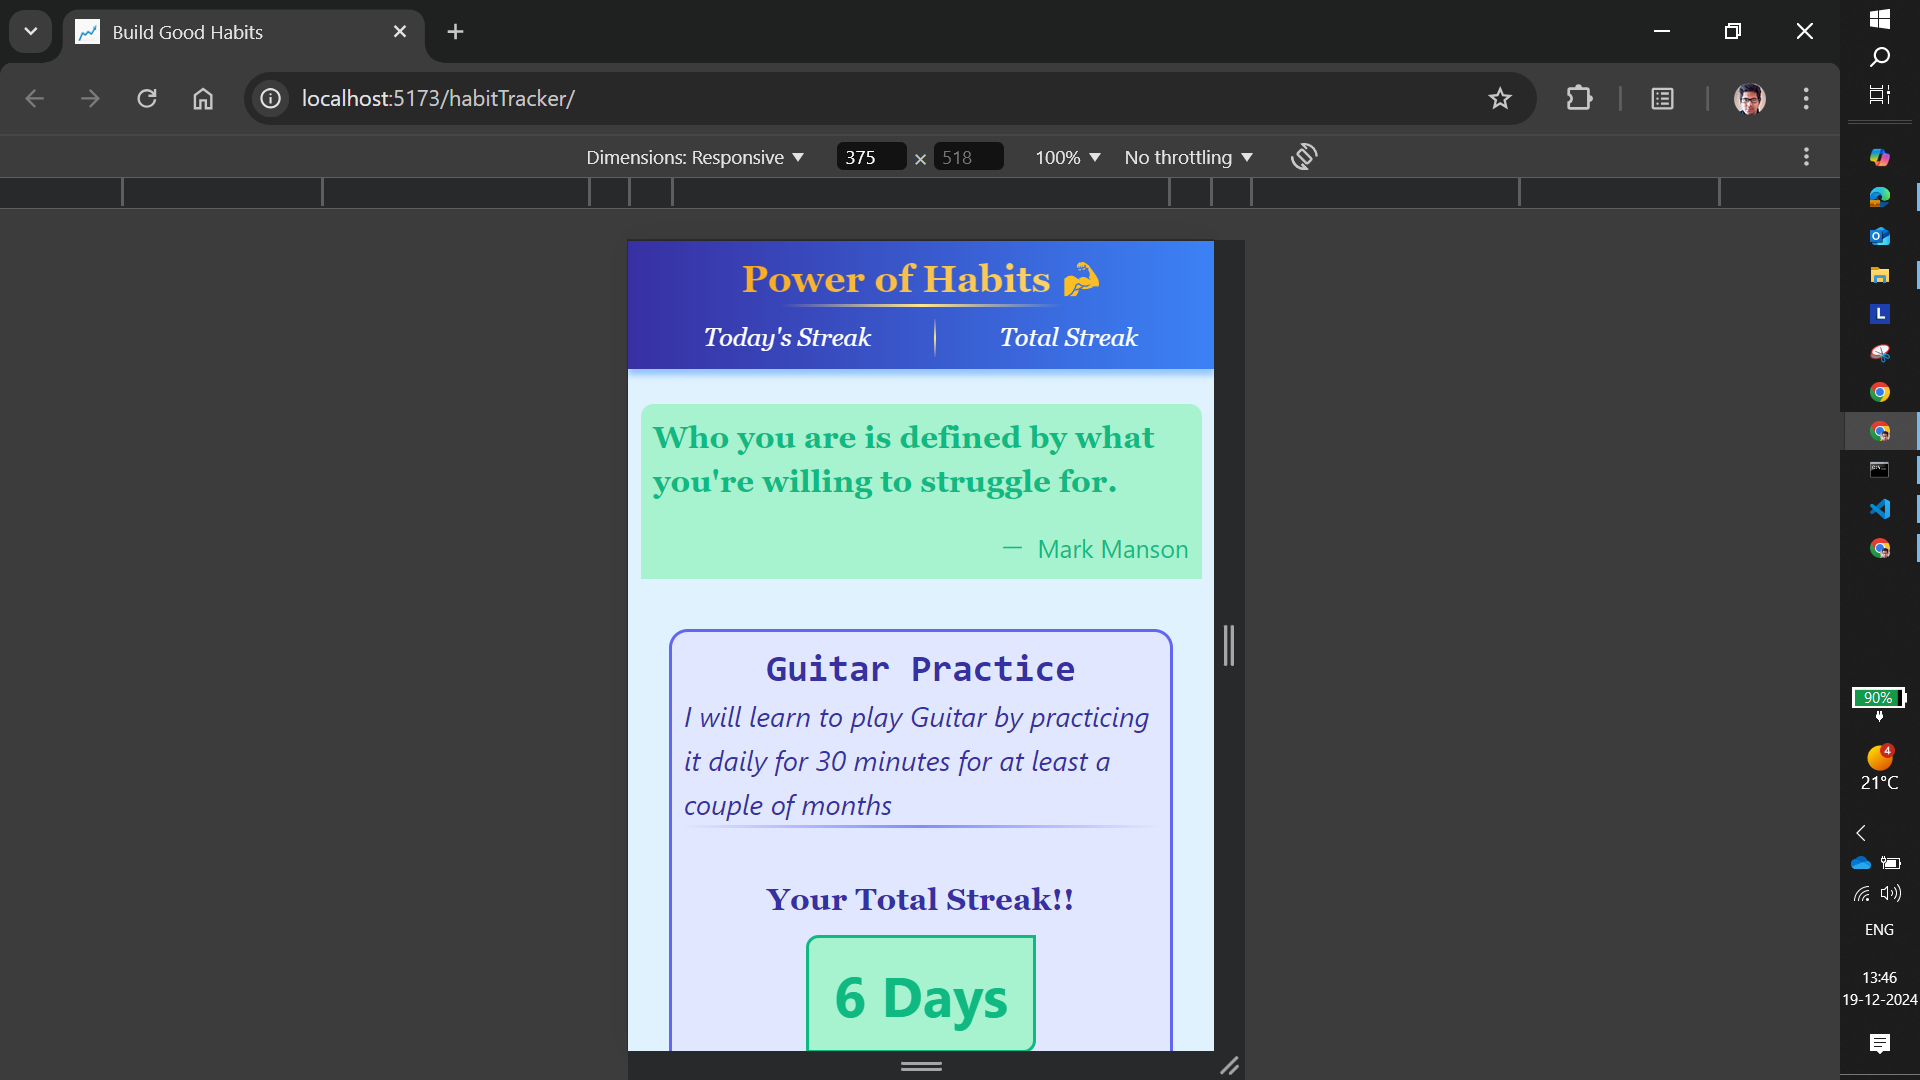 Build Good Habits
localhost:5173/habitTracker/
Dimensions: Responsive 375 × 518 100% No throttling
Power of Habits
Today's Streak Total Streak
Who you are is defined by what
you're willing to struggle for.
— Mark Manson
Guitar Practice
I will learn to play Guitar by practicing
it daily for 30 minutes for at least a
couple of months
Your Total Streak!!
6 Days
L
90%
4
21°C
ENG
13:46
19-12-2024